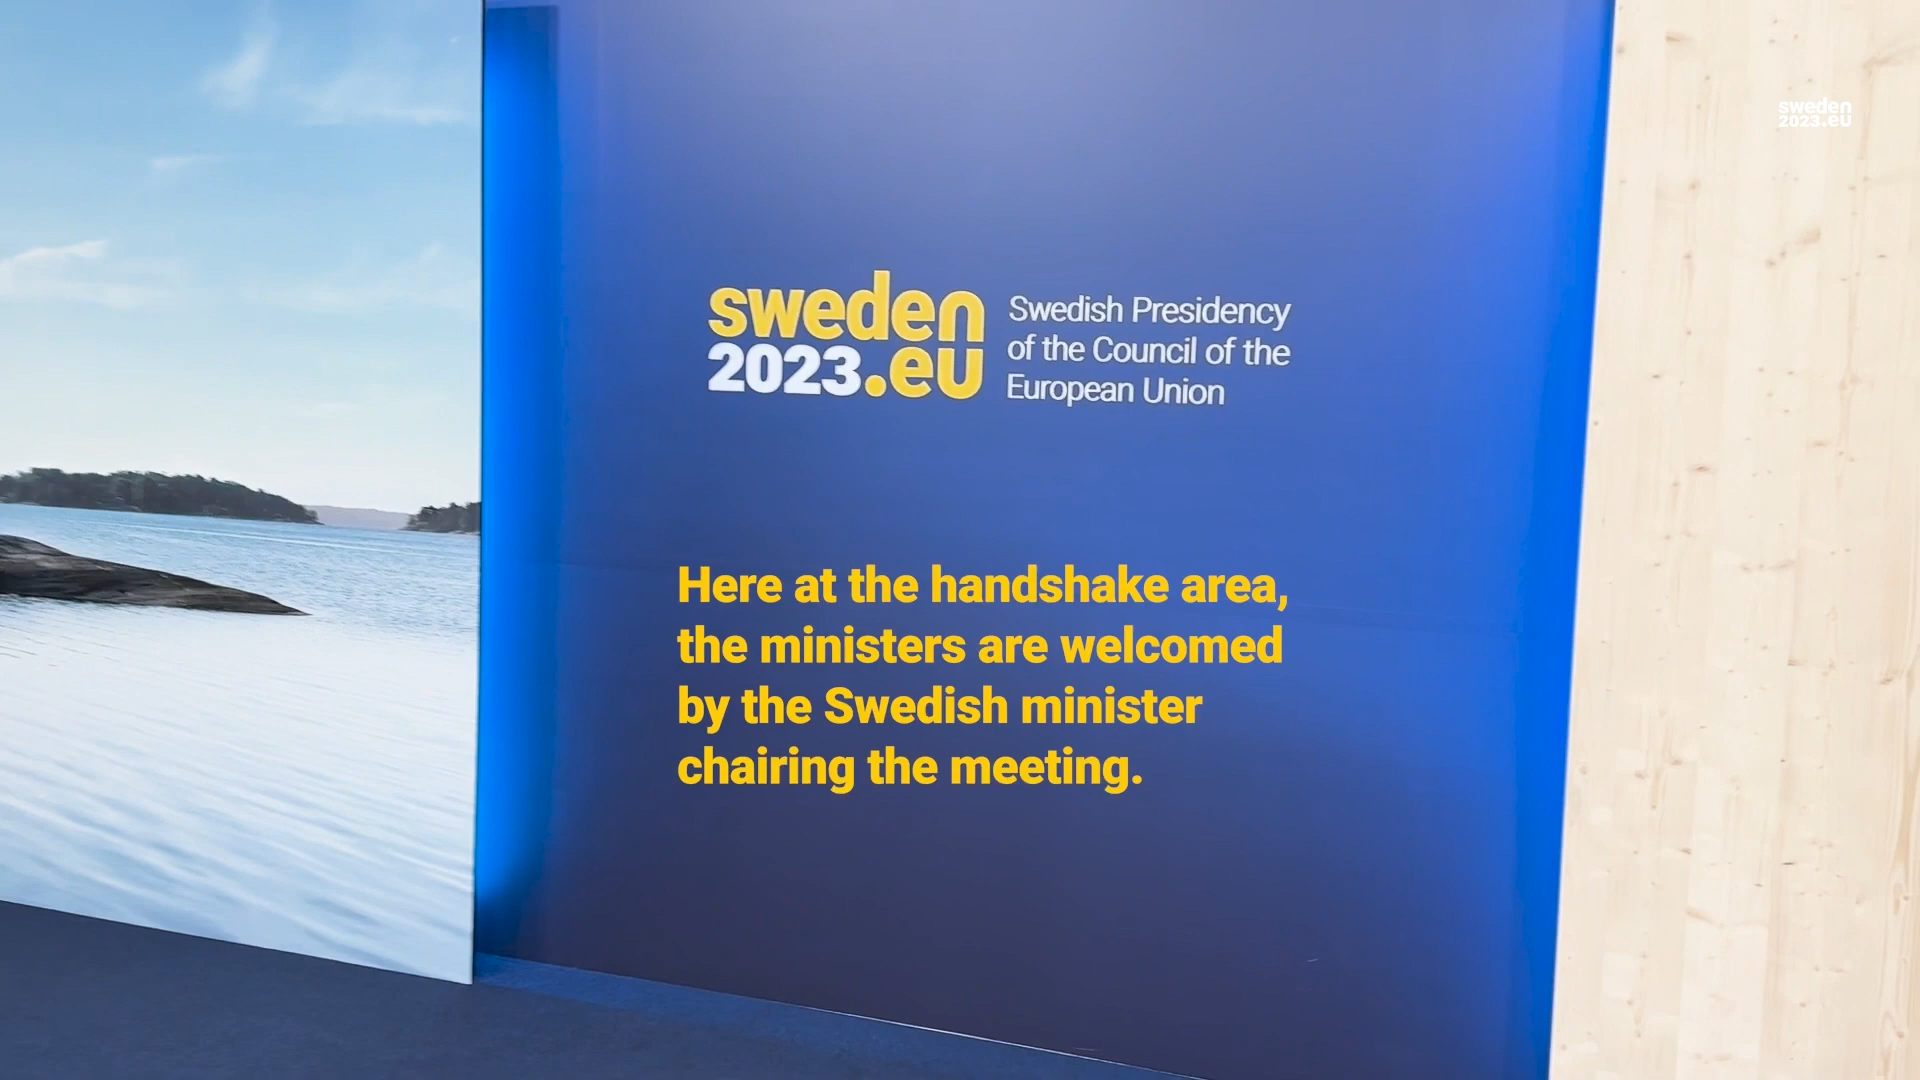 sweden
2023.eu
sweden
2023.eu
Swedish Presidency
of the Council of the
European Union
Here at the handshake area,
the ministers are welcomed
by the Swedish minister
chairing the meeting.